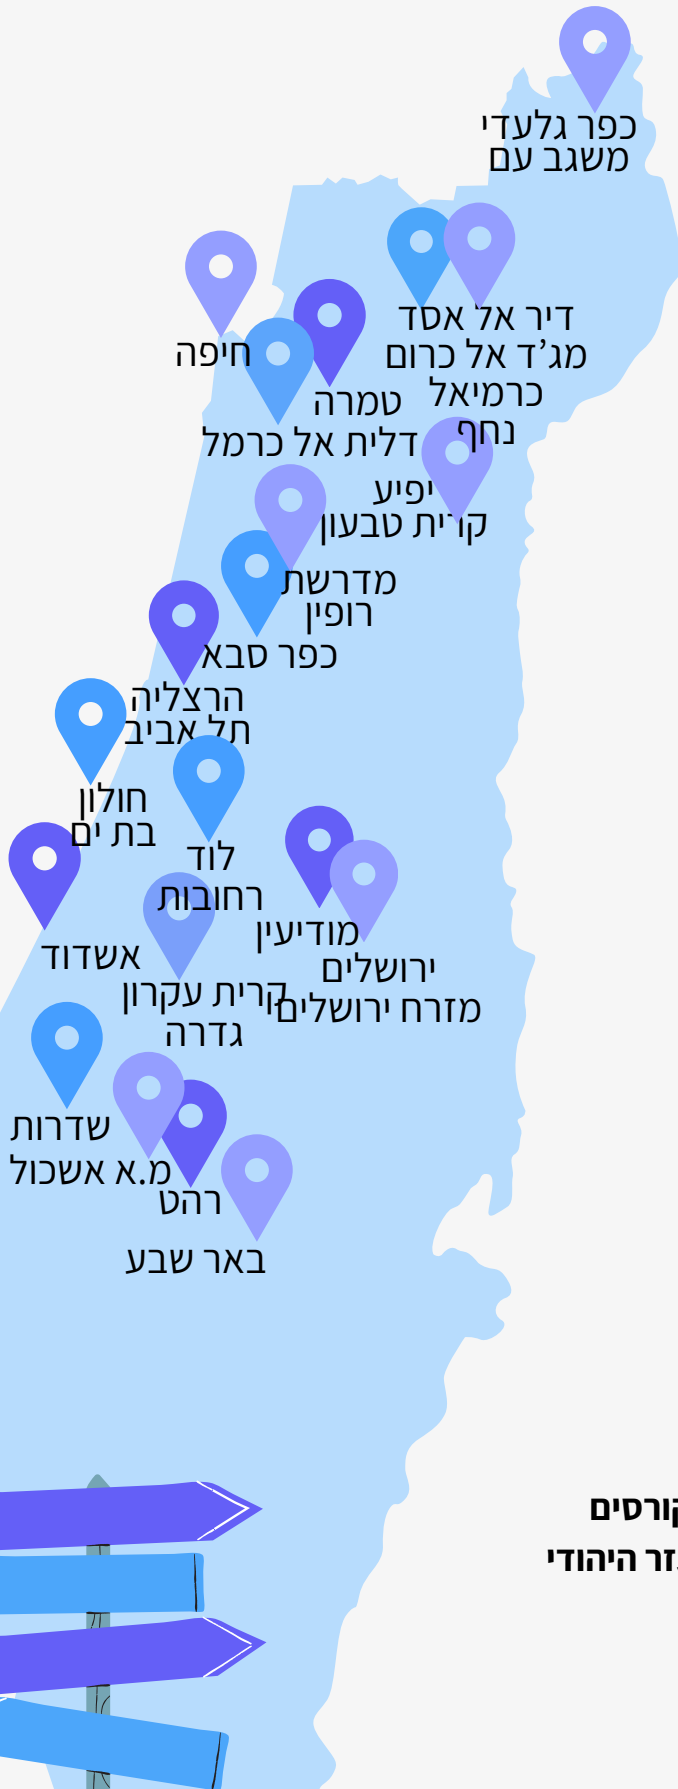 כפר גלעדי
משגב עם
דיר אל אסד
מג'ד אל כרום
כרמיאל
נחף
חיפה
טמרה
דלית אל כרמל
יפיע
קרית טבעון
מדרשת
רופין
כפר סבא
הרצליה
תל אביב
חולון
בת ים
לוד
רחובות
מודיעין
אשדוד
ירושלים
קרית עקרון
מזרח ירושלים
גדרה
שדרות
מ.א אשכול
רהט
באר שבע
היהודי